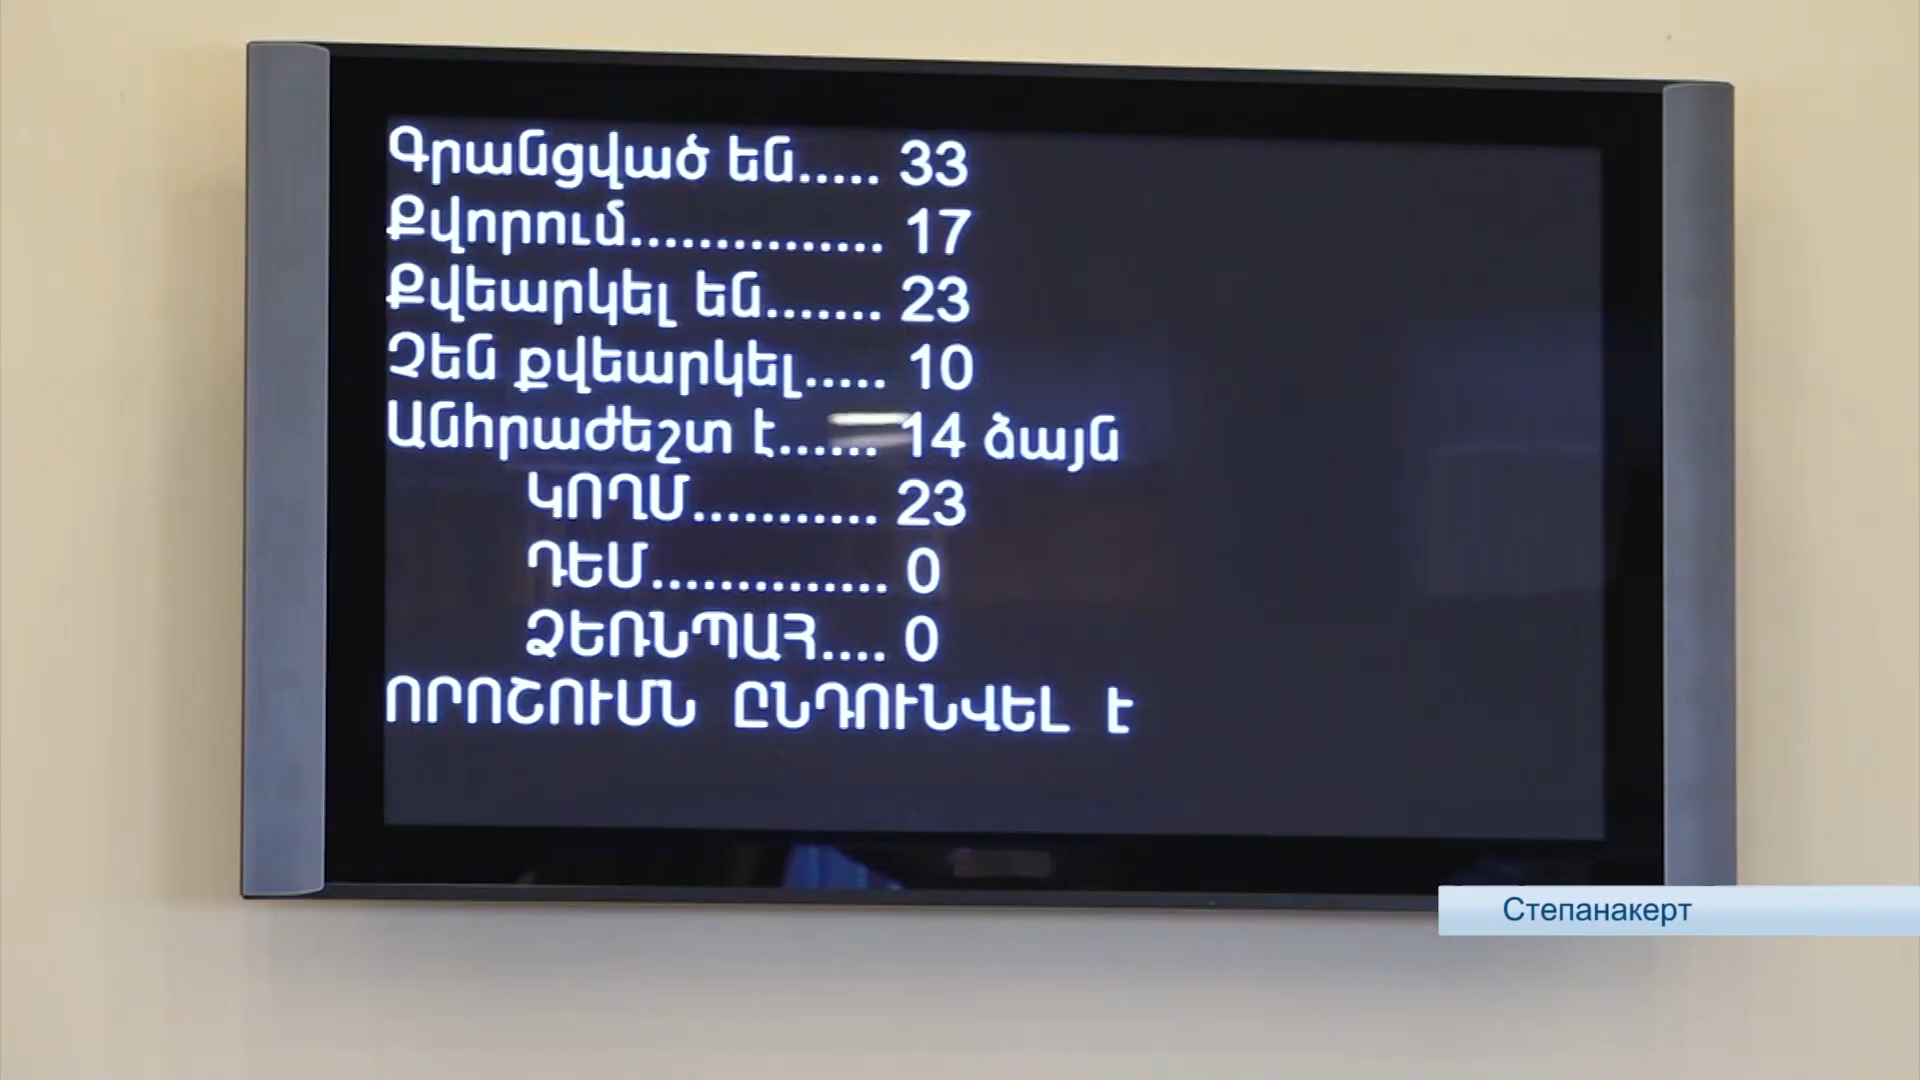 Գրանցված են..... 33
Քվորում............... 17
Քվեարկել են....... 23
Չեն քվեարկել..... 10
Անհրաժեշտ է...... 14 ձայն
ԿՈՂՄ........... 23
ԴԵՄ.............. 0
ՁԵՌՆՊԱՀ.... 0
ՈՐՈՇՈՒՄՆ ԸՆԴՈՒՆՎԵԼ է
Степанакерт